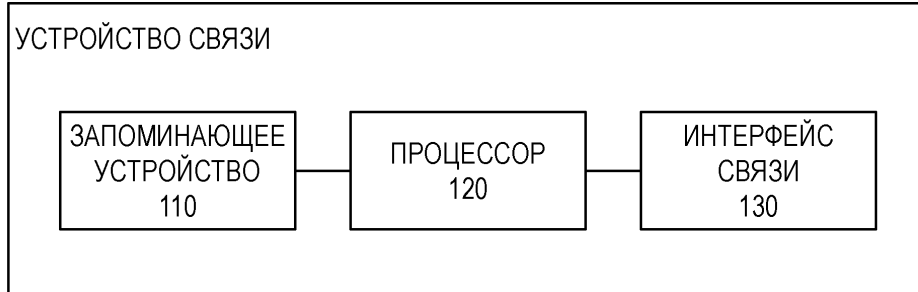 УСТРОЙСТВО СВЯЗИ
ЗАПОМИНАЮЩЕЕ
УСТРОЙСТВО
110
ПРОЦЕССОР
120
ИНТЕРФЕЙС
СВЯЗИ
130